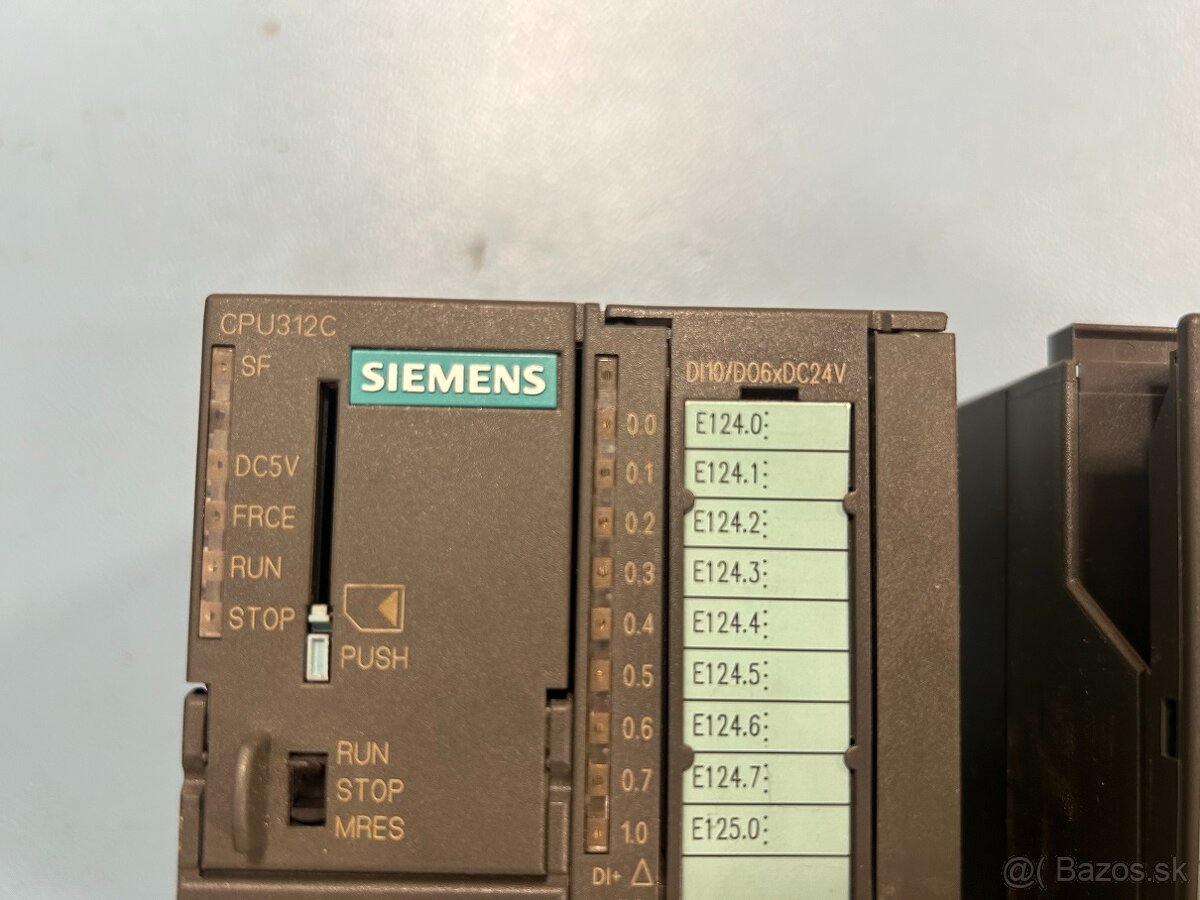 CPU312C
SF
SIEMENS
DC5V
FRCE
RUN
STOP
PUSH
RUN
STOP
MRES
0.0
0.1
0.2
0.3
0.4
0.5
0.6
0.7
1.0
DI+
DI10/DO6xDC24V
E124.0
E124.1
E124.2
E124.3
E124.4
E124.5
E124.6
E124.7
E125.0
@( Bazos.sk